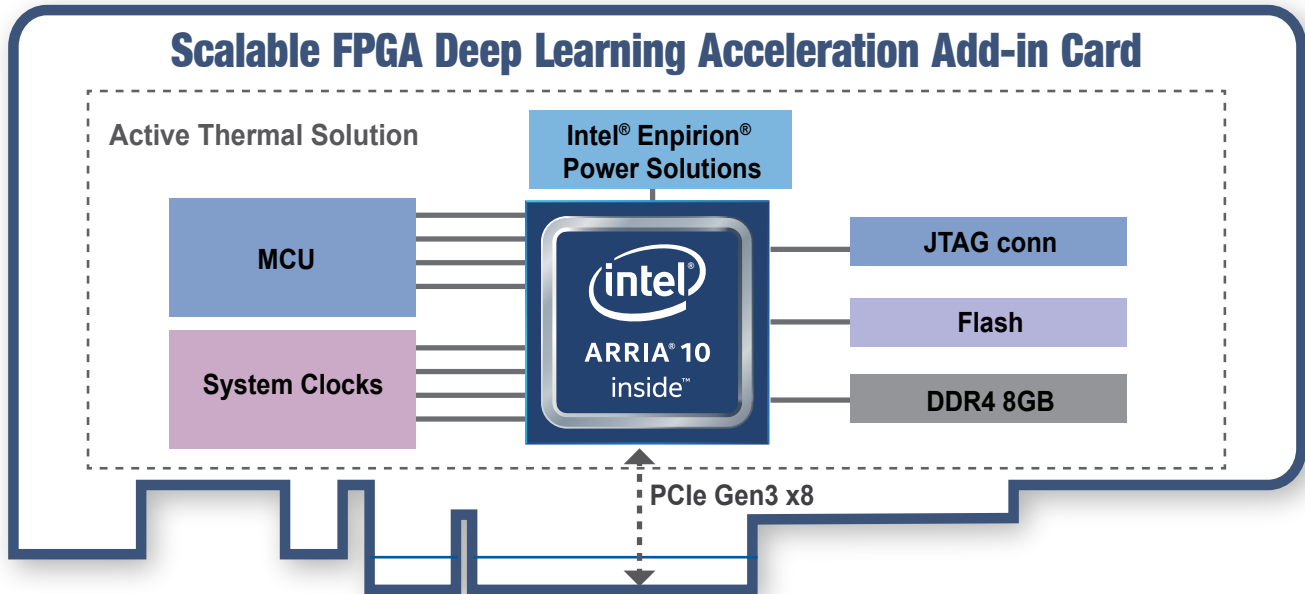 Scalable FPGA Deep Learning Acceleration Add-in Card
Active Thermal Solution
Intel® Enpirion®
Power Solutions
MCU
System Clocks
intel®
ARRIA® 10
inside™
JTAG conn
Flash
DDR4 8GB
PCIe Gen3 x8